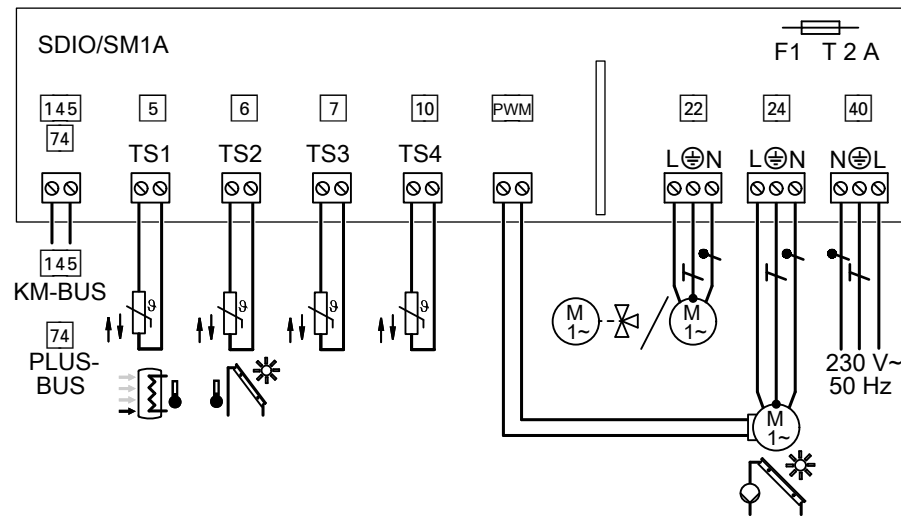 SDIO/SM1A
F1 T 2 A
145 5 6 7 10 PWM 22 24 40
74
TS1 TS2 TS3 TS4 L N L N N L
145
KM-BUS
74
PLUS-
BUS
ϑ ϑ ϑ ϑ
M
1~
M
1~
230 V~
50 Hz
M
1~